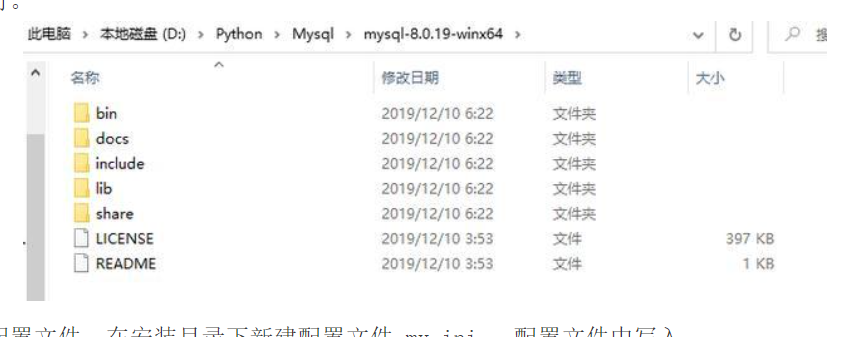 此电脑 › 本地磁盘 (D:) › Python › Mysql › mysql-8.0.19-winx64 ›
名称 修改日期 类型 大小
bin 2019/12/10 6:22 文件夹
docs 2019/12/10 6:22 文件夹
include 2019/12/10 6:22 文件夹
lib 2019/12/10 6:22 文件夹
share 2019/12/10 6:22 文件夹
LICENSE 2019/12/10 3:53 文件 397 KB
README 2019/12/10 3:53 文件 1 KB
配置文件 在安装目录下新建配置文件 my.ini 配置文件中写入